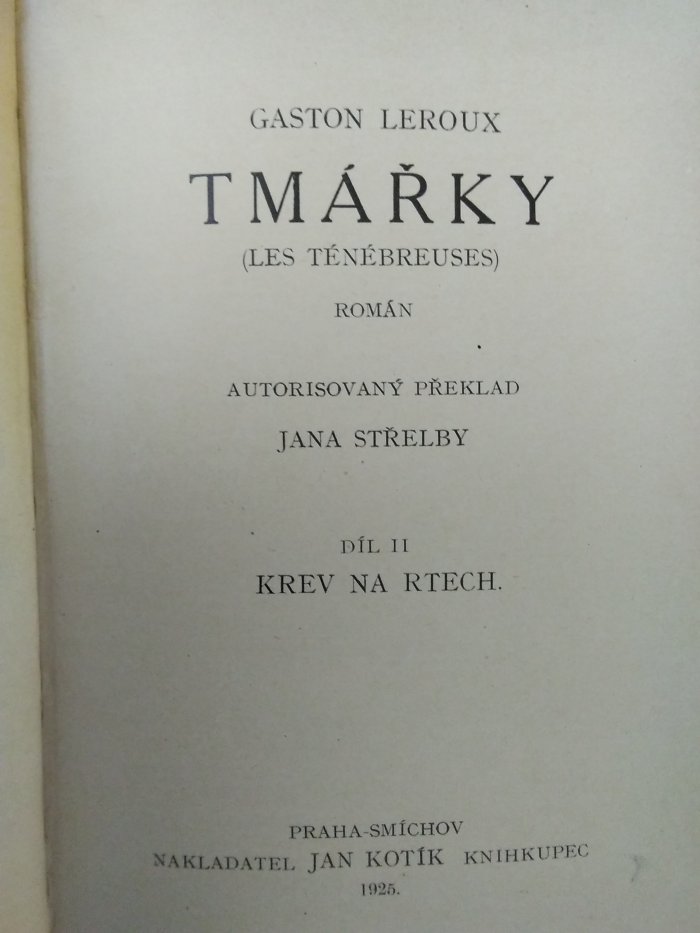 GASTON LEROUX
TMÁŘKY
(LES TÉNÉBREUSES)
ROMÁN
AUTORISOVANÝ PŘEKLAD
JANA STŘELBY
DÍL II
KREV NA RTECH.
PRAHA-SMÍCHOV
NAKLADATEL JAN KOTÍK KNIHKUPEC
1925.